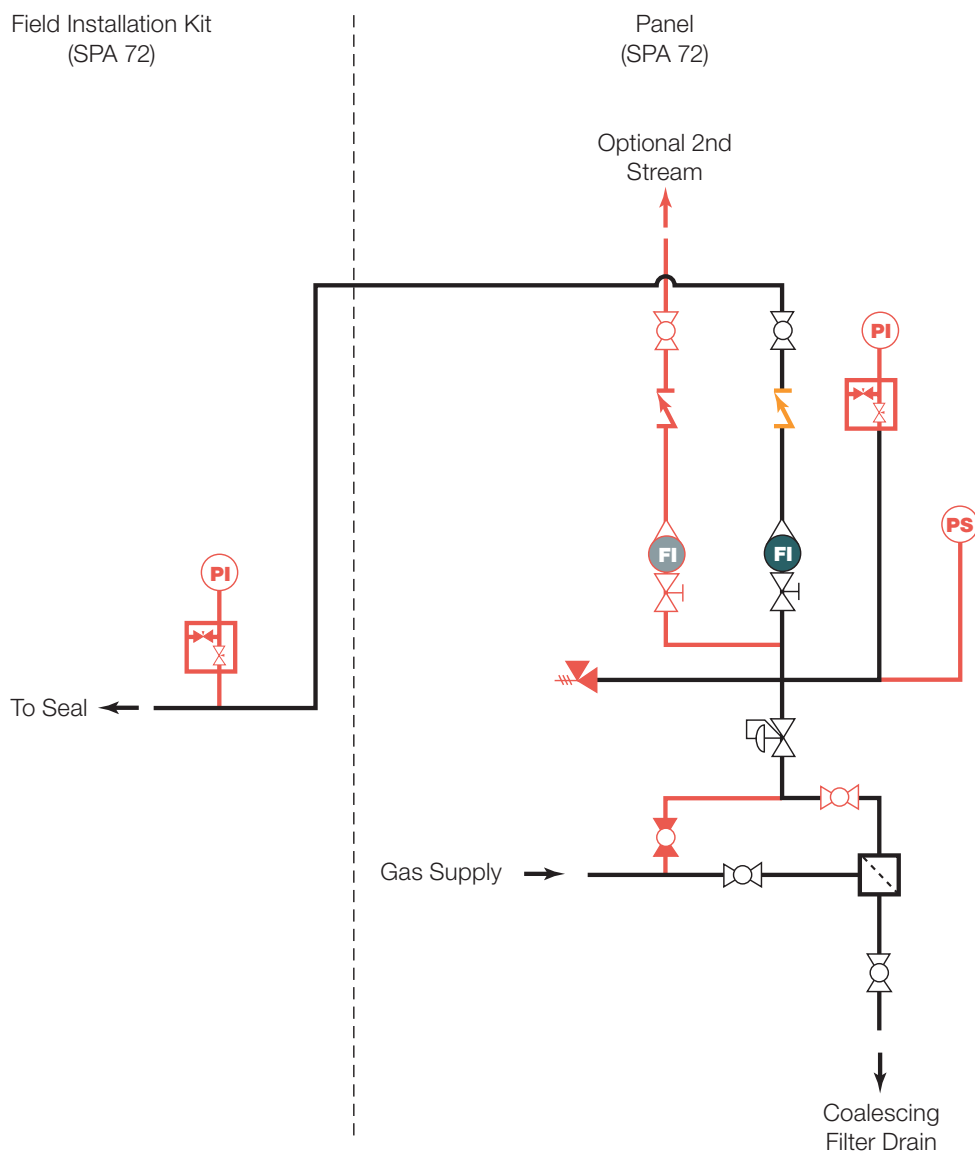 Field Installation Kit
(SPA 72)
Panel
(SPA 72)
Optional 2nd
Stream
PI
PS
FI
FI
PI
To Seal
Gas Supply
Coalescing
Filter Drain